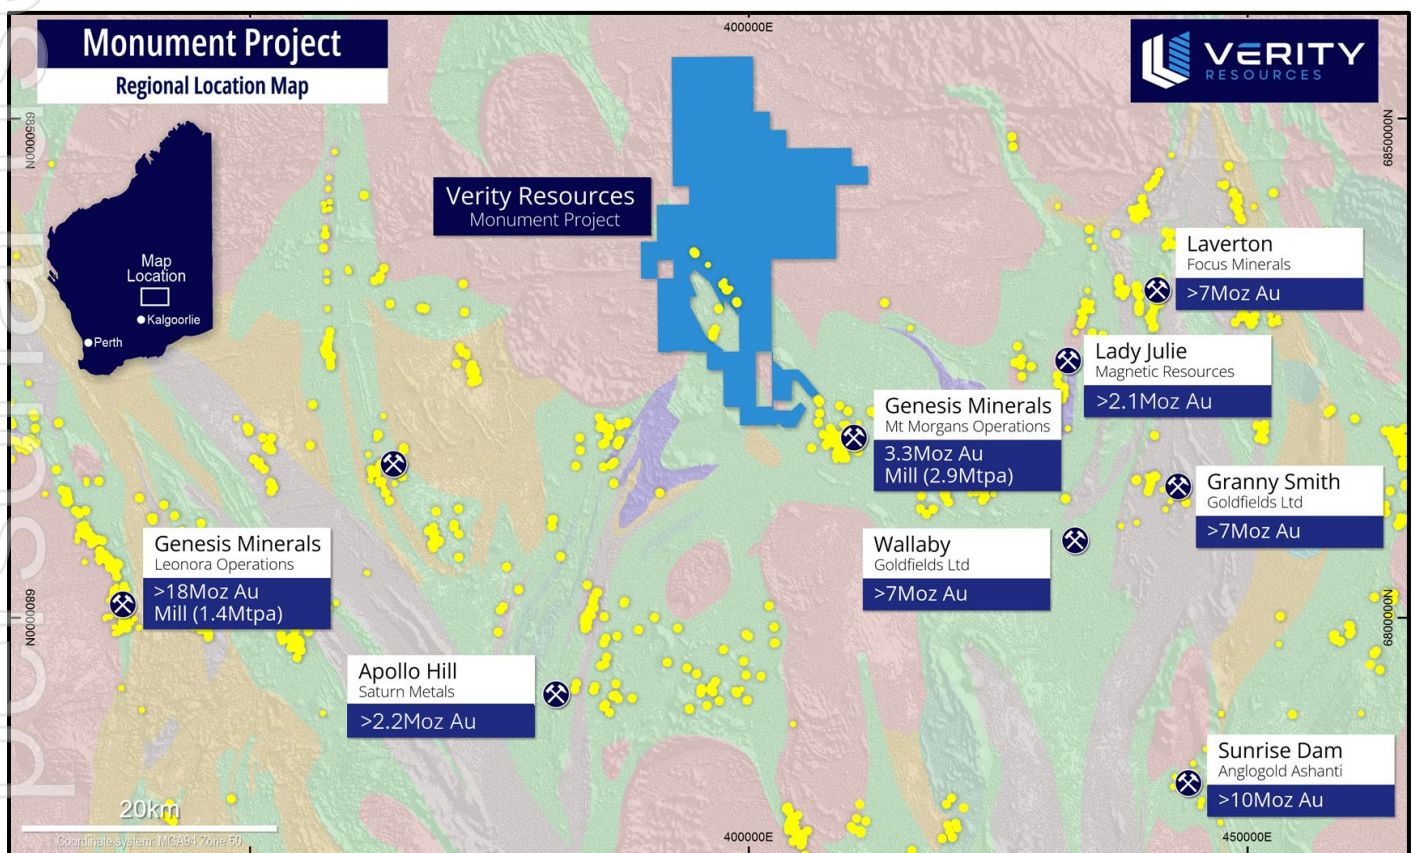 Monument Project
Regional Location Map
400000E
VERITY
RESOURCES
6850000N
6850000N
Verity Resources
Monument Project
Map
Location
Kalgoorlie
Perth
Laverton
Focus Minerals
>7Moz Au
Lady Julie
Magnetic Resources
>2.1Moz Au
Genesis Minerals
Mt Morgans Operations
3.3Moz Au
Mill (2.9Mtpa)
Granny Smith
Goldfields Ltd
>7Moz Au
Wallaby
Goldfields Ltd
>7Moz Au
Genesis Minerals
Leonora Operations
>18Moz Au
Mill (1.4Mtpa)
6800000N
6800000N
Apollo Hill
Saturn Metals
>2.2Moz Au
Sunrise Dam
Anglogold Ashanti
>10Moz Au
20km
Coordinate system: MGA94 Zone 50
400000E
450000E